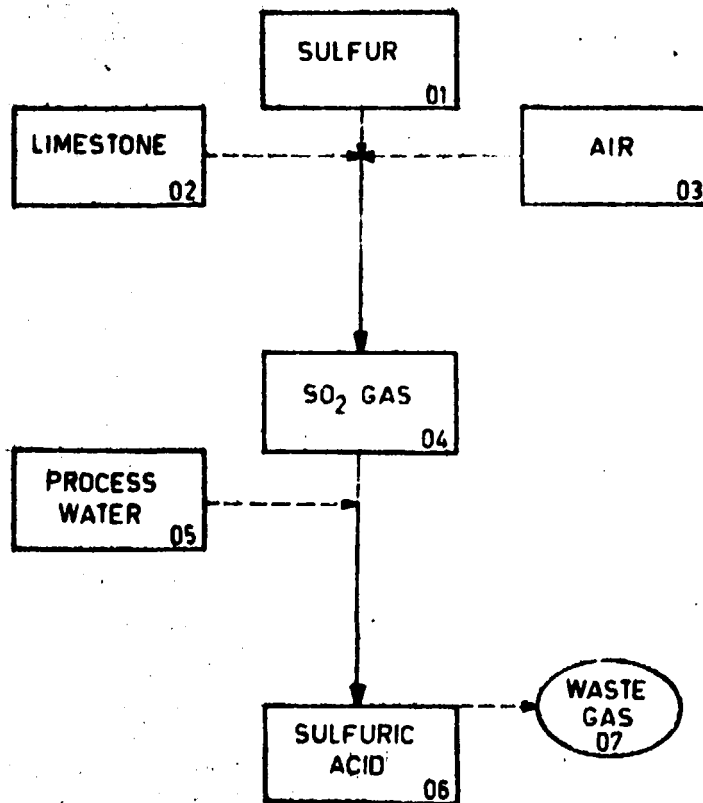 SULFUR
01
LIMESTONE
02
AIR
03
SO₂ GAS
04
PROCESS
WATER
05
SULFURIC
ACID
06
WASTE
GAS
07